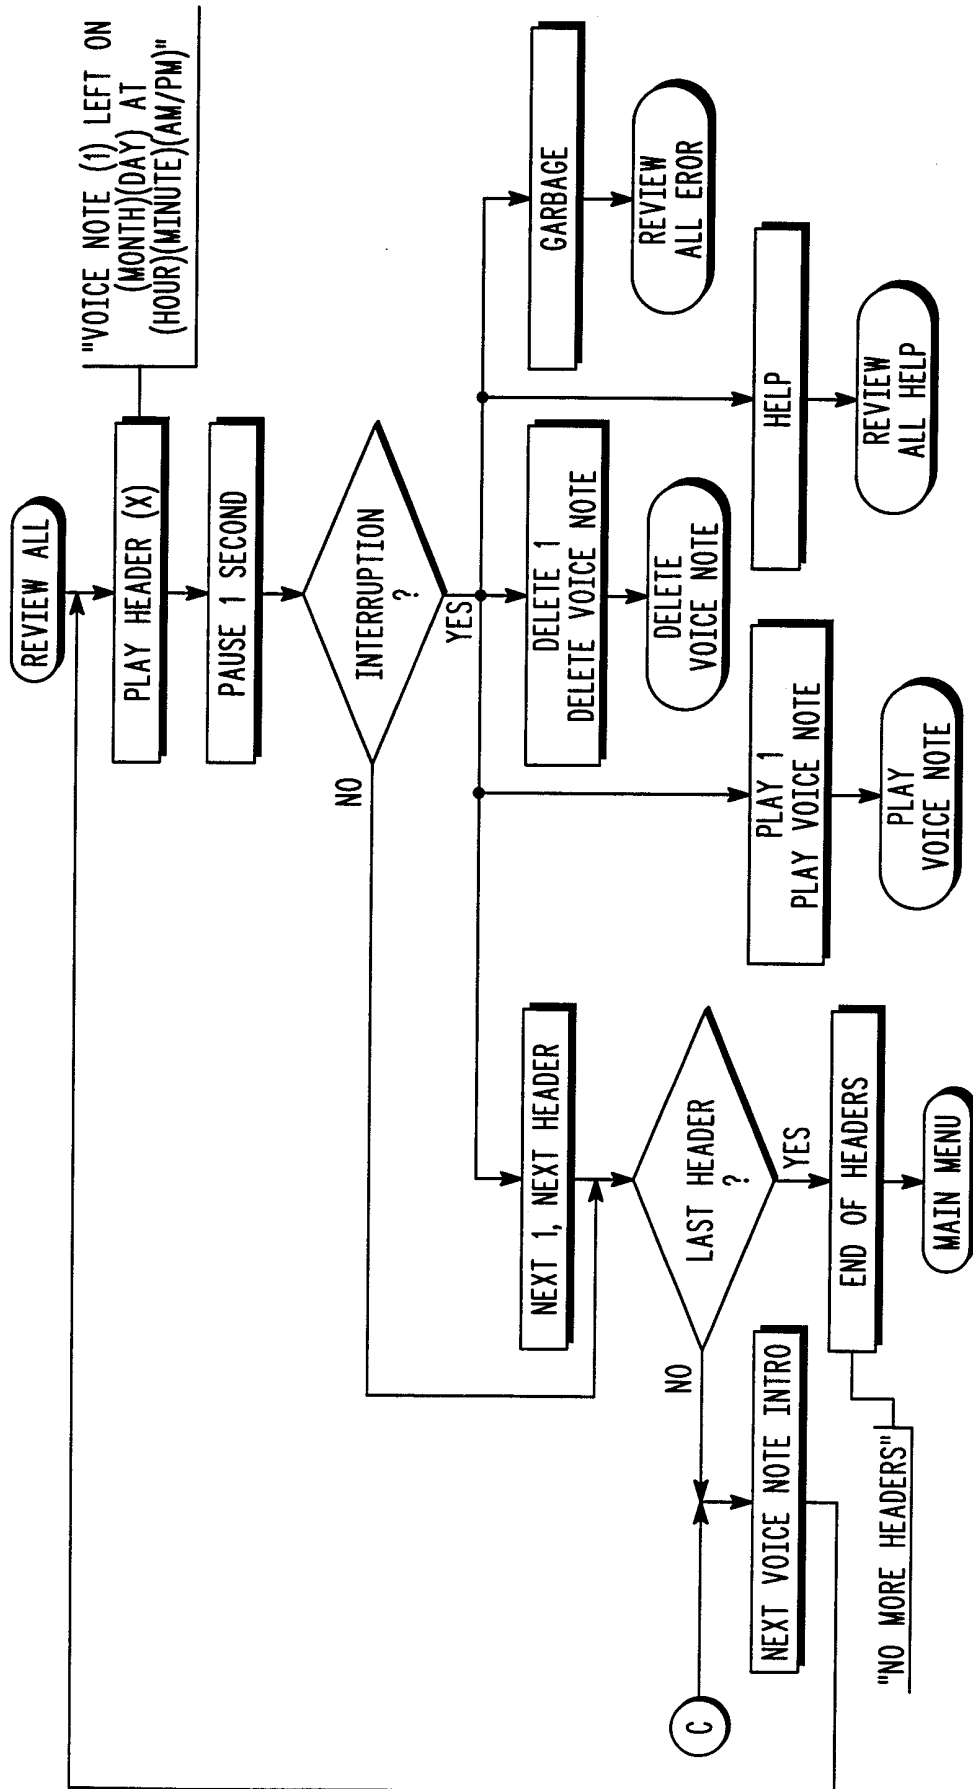 REVIEW ALL
PLAY HEADER (X)
"VOICE NOTE (1) LEFT ON
(MONTH)(DAY) AT
(HOUR)(MINUTE)(AM/PM)"
PAUSE 1 SECOND
INTERRUPTION
?
NO
YES
NEXT 1, NEXT HEADER
PLAY 1
PLAY VOICE NOTE
PLAY
VOICE NOTE
DELETE 1
DELETE VOICE NOTE
DELETE
VOICE NOTE
HELP
REVIEW
ALL HELP
GARBAGE
REVIEW
ALL EROR
LAST HEADER
?
NO
YES
C
NEXT VOICE NOTE INTRO
END OF HEADERS
"NO MORE HEADERS"
MAIN MENU